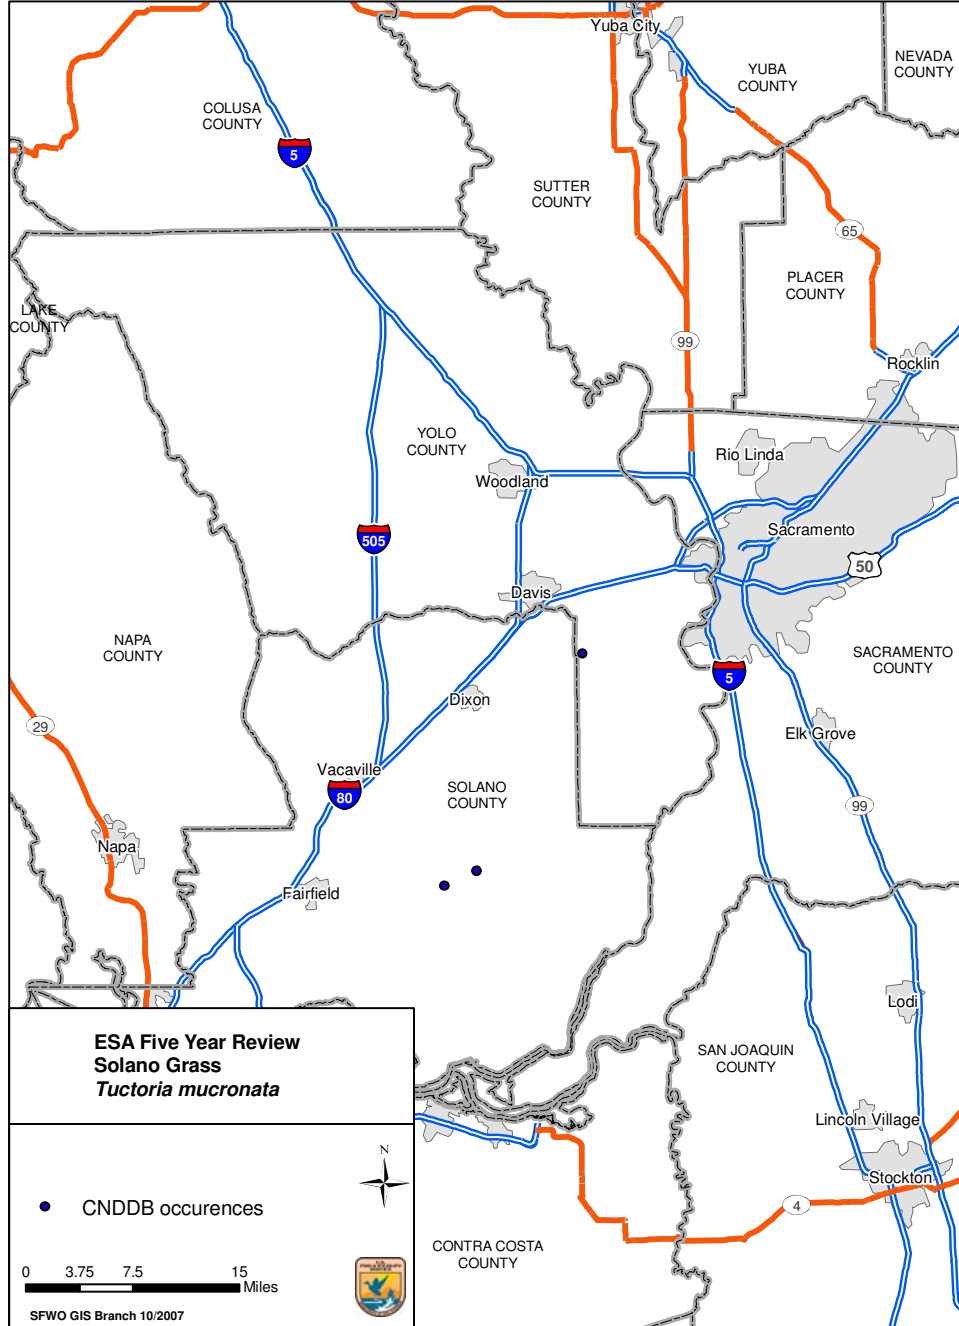 Yuba City
NEVADA
COUNTY
YUBA
COUNTY
COLUSA
COUNTY
5
SUTTER
COUNTY
65
PLACER
COUNTY
LAKE
COUNTY
99
Rocklin
YOLO
COUNTY
Rio Linda
Woodland
Sacramento
505
50
Davis
NAPA
COUNTY
SACRAMENTO
COUNTY
5
Dixon
29
Elk Grove
Vacaville
80
SOLANO
COUNTY
99
Napa
Fairfield
Lodi
ESA Five Year Review
Solano Grass
Tuctoria mucronata
SAN JOAQUIN
COUNTY
Lincoln Village
N
Stockton
CNDDB occurences
4
CONTRA COSTA
COUNTY
0 3.75 7.5 15
Miles
SFWO GIS Branch 10/2007
U.S.
FISH & WILDLIFE
SERVICE